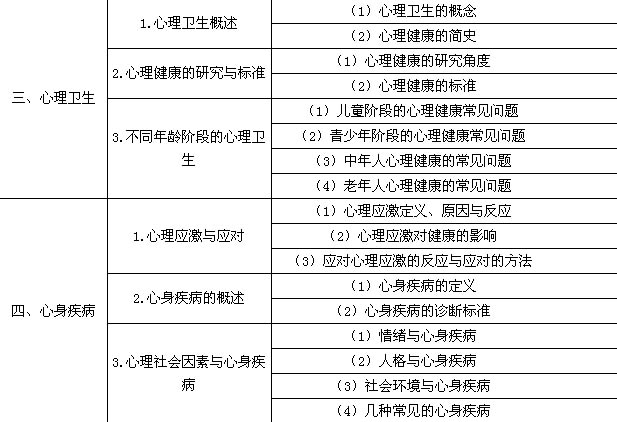 三、心理卫生
1.心理卫生概述
（1）心理卫生的概念
（2）心理健康的简史
2.心理健康的研究与标准
（1）心理健康的研究角度
（2）心理健康的标准
3.不同年龄阶段的心理卫
生
（1）儿童阶段的心理健康常见问题
（2）青少年阶段的心理健康常见问题
（3）中年人心理健康的常见问题
（4）老年人心理健康的常见问题
四、心身疾病
1.心理应激与应对
（1）心理应激定义、原因与反应
（2）心理应激对健康的影响
（3）应对心理应激的反应与应对的方法
2.心身疾病的概述
（1）心身疾病的定义
（2）心身疾病的诊断标准
3.心理社会因素与心身疾
病
（1）情绪与心身疾病
（2）人格与心身疾病
（3）社会环境与心身疾病
（4）几种常见的心身疾病